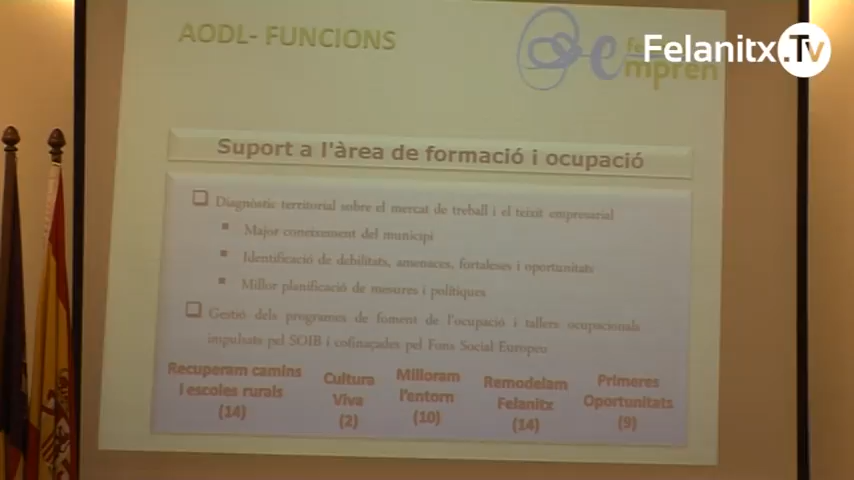 AODL- FUNCIONS
Felanitx.Tv
fe
empren
Suport a l'àrea de formació i ocupació
Diagnòstic territorial sobre el mercat de treball i el teixit empresarial
Major coneixement del municipi
Identificació de debilitats, amenaces, fortaleses i oportunitats
Millor planificació de mesures i polítiques
Gestió dels programes de foment de l'ocupació i tallers ocupacionals
impulsats pel SOIB i cofinaçades pel Fons Social Europeu
Recuperam camins
i escoles rurals
(14)
Cultura
Viva
(2)
Milloram
l'entorn
(10)
Remodelam
Felanitx
(14)
Primeres
Oportunitats
(9)